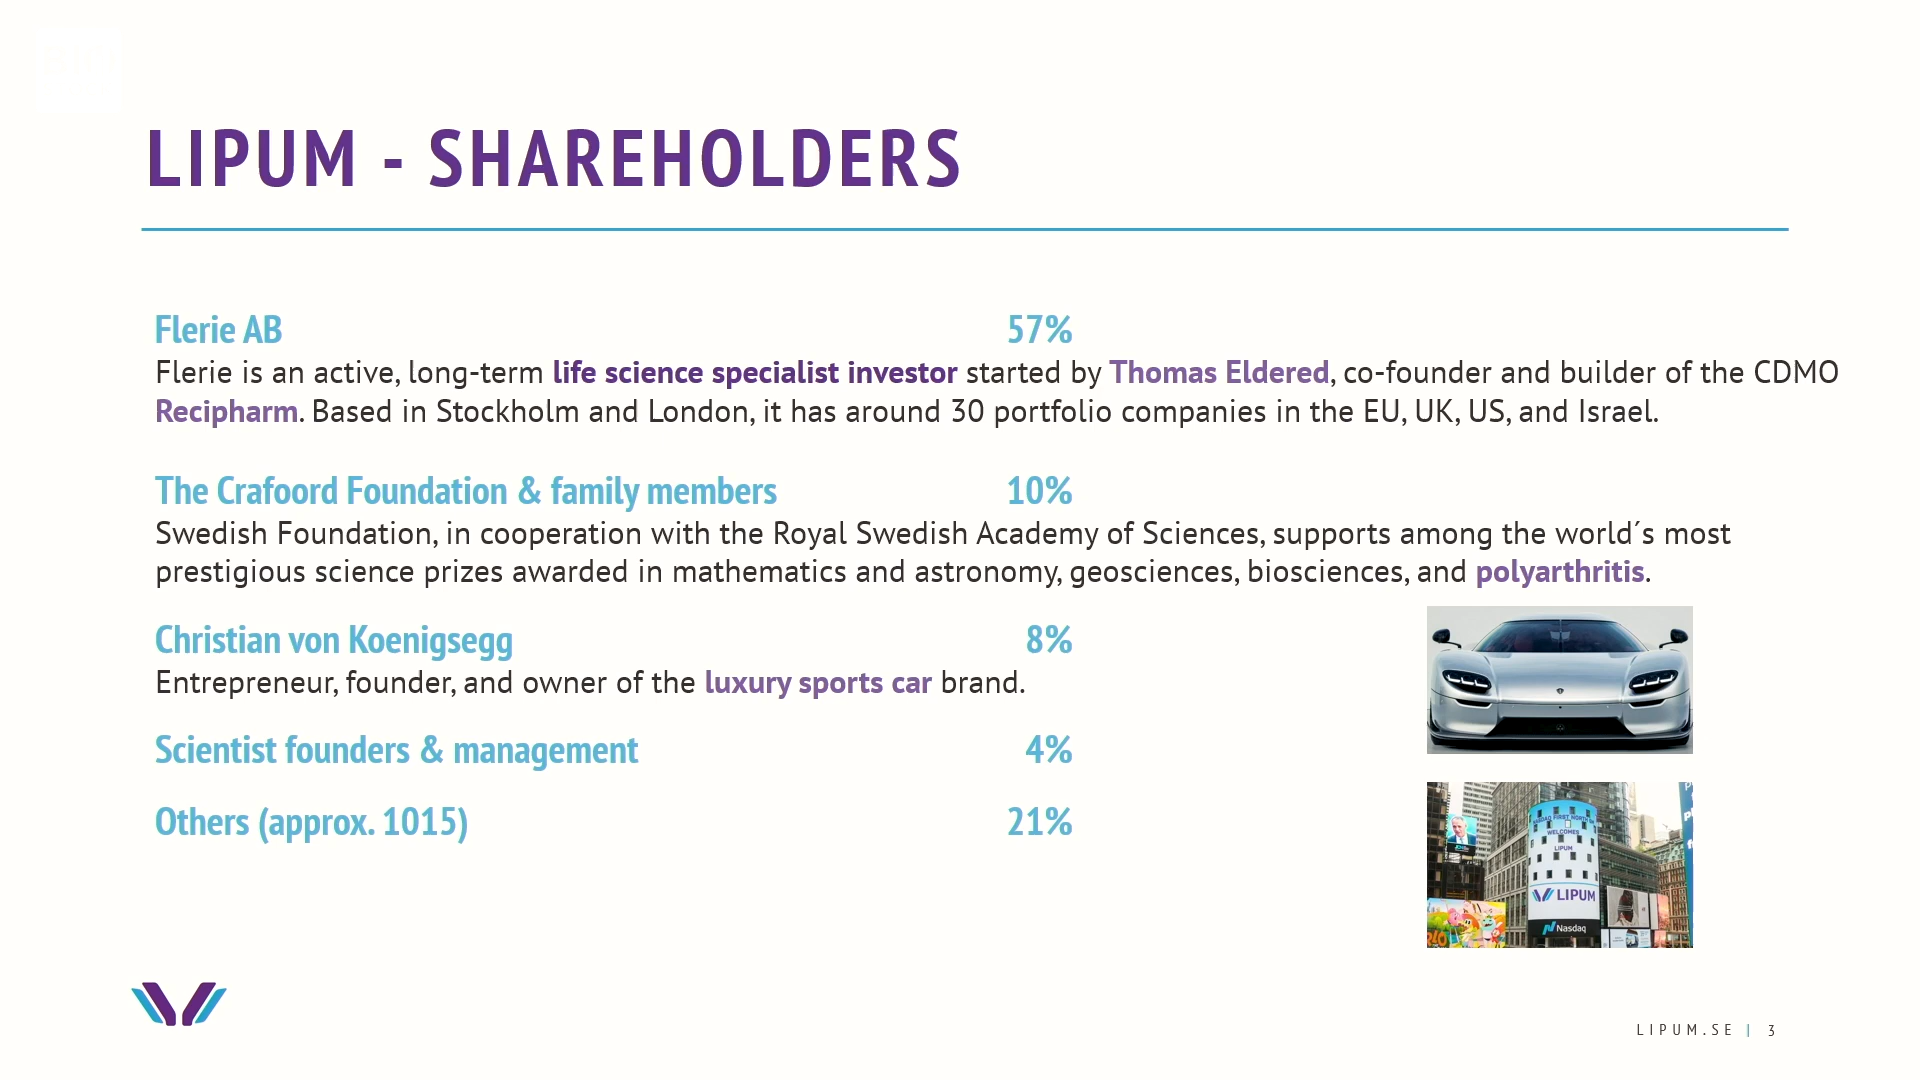 LIPUM - SHAREHOLDERS
Flerie AB 57%
Flerie is an active, long-term life science specialist investor started by Thomas Eldered, co-founder and builder of the CDMO
Recipharm. Based in Stockholm and London, it has around 30 portfolio companies in the EU, UK, US, and Israel.
The Crafoord Foundation & family members 10%
Swedish Foundation, in cooperation with the Royal Swedish Academy of Sciences, supports among the world´s most
prestigious science prizes awarded in mathematics and astronomy, geosciences, biosciences, and polyarthritis.
Christian von Koenigsegg 8%
Entrepreneur, founder, and owner of the luxury sports car brand.
Scientist founders & management 4%
Others (approx. 1015) 21%
NASDAQ FIRST NORTH
WELCOMES
LIPUM
LIPUM
Nasdaq
LIPUM.SE | 3